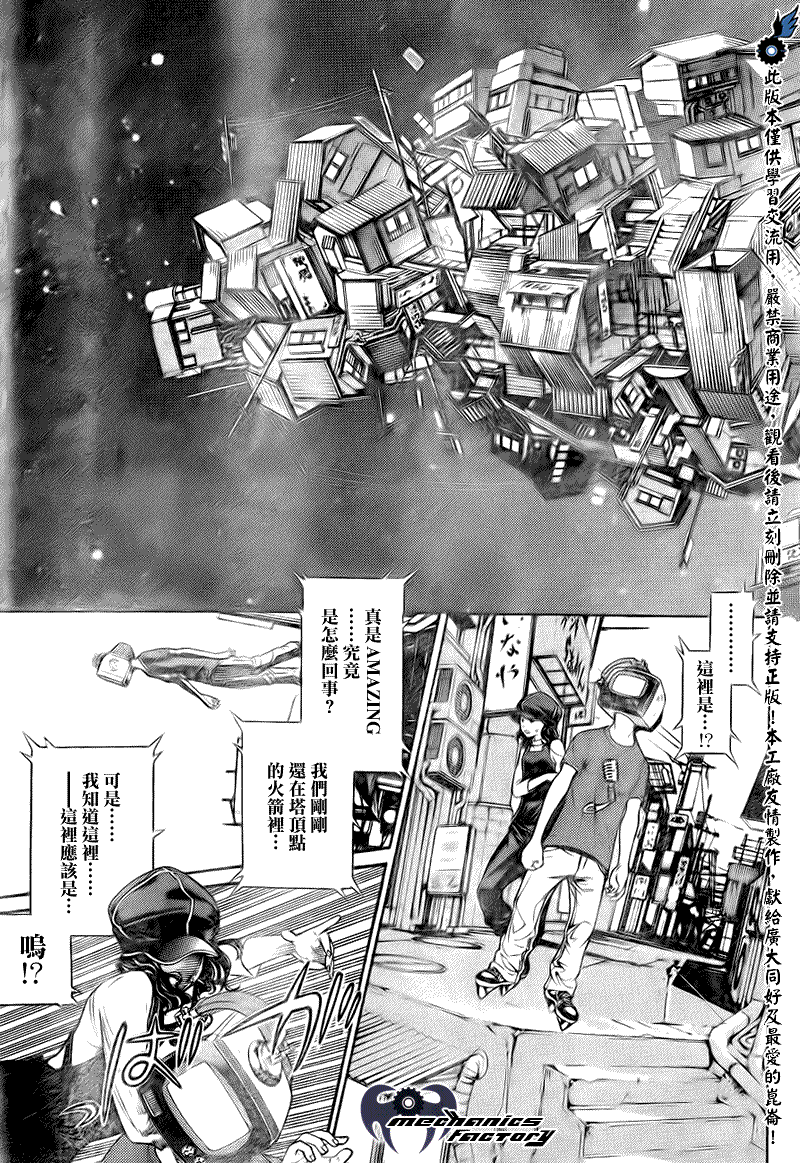 此版本僅供學習交流用，嚴禁商業用途，觀看後請立刻刪除並請支持正版！本工廠友情製作，獻給廣大同好及最愛的崑崙！
…………
這裡是…!?
真是AMAZING
……究竟
是怎麼回事？
我們剛剛
還在塔頂點
的火箭裡…
可是……
我知道這裡……
──這裡應該是…
嗚!?
ばっ
いなや
mechanics
factory